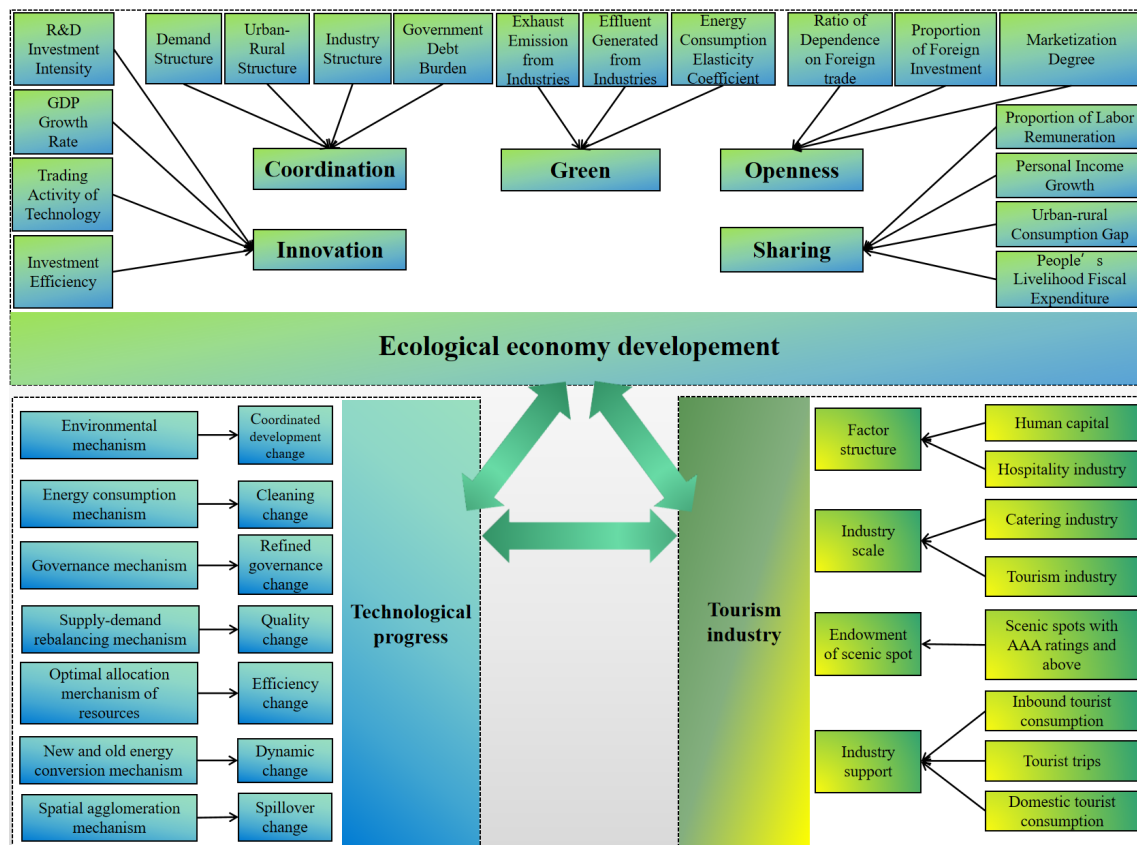 R&D
Investment
Intensity
Demand
Structure
Urban-
Rural
Structure
Industry
Structure
Government
Debt
Burden
Exhaust
Emission
from
Industries
Effluent
Generated
from
Industries
Energy
Consumption
Elasticity
Coefficient
Ratio of
Dependence
on Foreign
trade
Proportion
of Foreign
Investment
Marketization
Degree
GDP
Growth
Rate
Trading
Activity of
Technology
Investment
Efficiency
Coordination
Green
Openness
Innovation
Sharing
Proportion of Labor
Remuneration
Personal Income
Growth
Urban-rural
Consumption Gap
People’s
Livelihood Fiscal
Expenditure
Ecological economy developement
Environmental
mechanism
Coordinated
development
change
Energy consumption
mechanism
Cleaning
change
Governance mechanism
Refined
governance
change
Supply-demand
rebalancing mechanism
Quality
change
Optimal allocation
merchanism of
resources
Efficiency
change
New and old energy
conversion mechanism
Dynamic
change
Spatial agglomeration
mechanism
Spillover
change
Technological
progress
Tourism
industry
Factor
structure
Human capital
Hospitality industry
Industry
scale
Catering industry
Tourism industry
Endowment
of scenic spot
Scenic spots with
AAA ratings and
above
Industry
support
Inbound tourist
consumption
Tourist trips
Domestic tourist
consumption